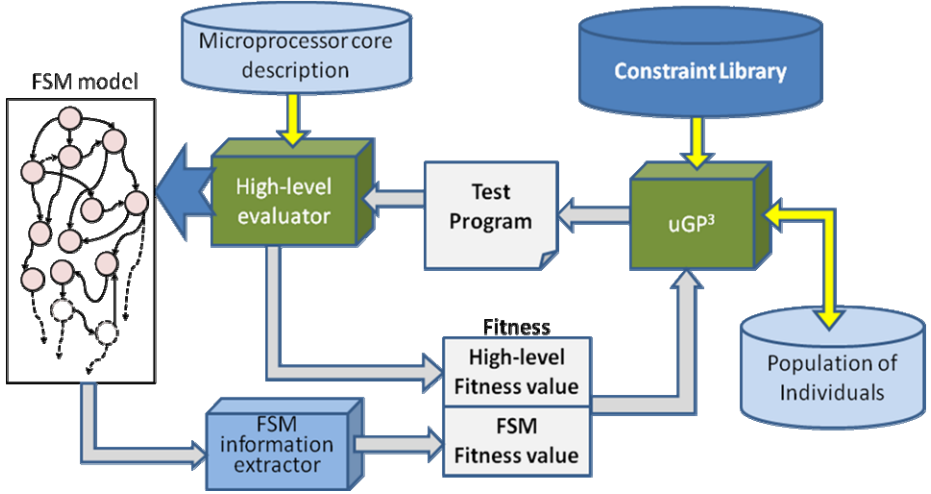 Microprocessor core
description
Constraint Library
FSM model
High-level
evaluator
Test
Program
uGP³
Fitness
High-level
Fitness value
FSM
Fitness value
Population of
Individuals
FSM
information
extractor